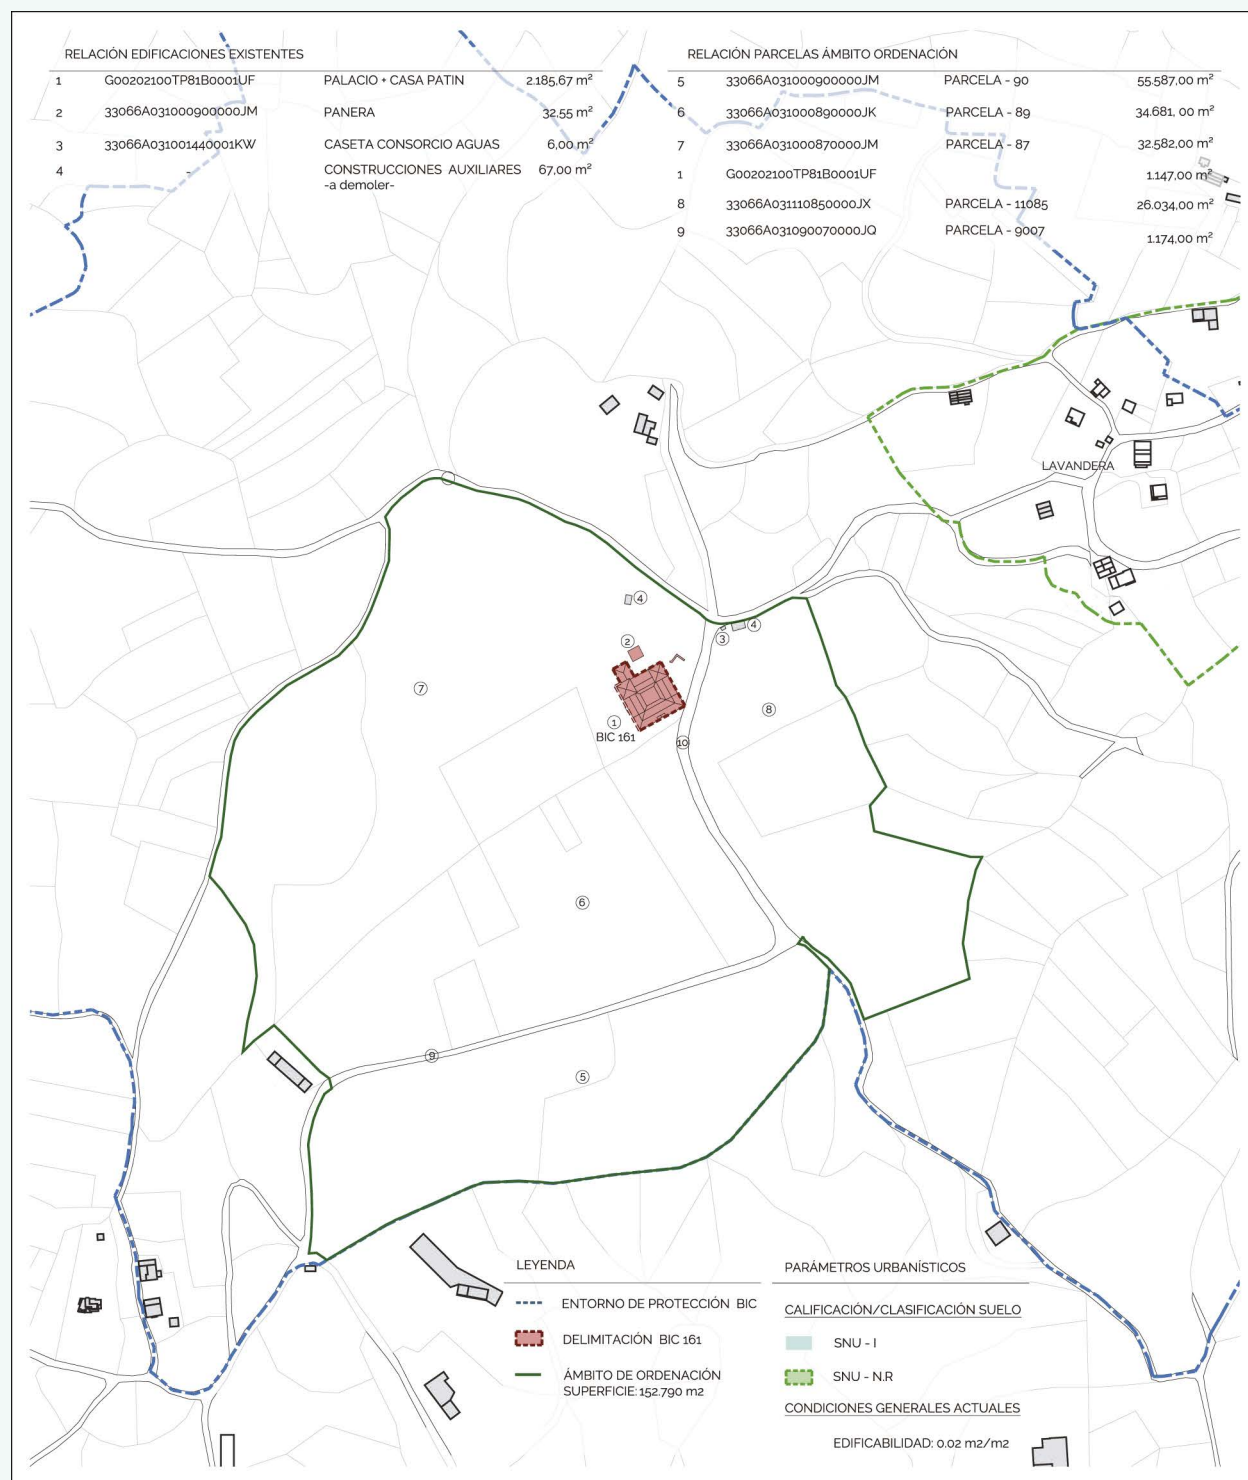 RELACIÓN EDIFICACIONES EXISTENTES
1 G00202100TP81B0001UF PALACIO + CASA PATIN 2.185,67 m²
2 33066A031000900000JM PANERA 32.55 m²
3 33066A031001440001KW CASETA CONSORCIO AGUAS 6,00 m²
4 - CONSTRUCCIONES AUXILIARES 67,00 m²
-a demoler-
RELACIÓN PARCELAS ÁMBITO ORDENACIÓN
5 33066A031000900000JM PARCELA - 90 55.587,00 m²
6 33066A031000890000JK PARCELA - 89 34.681, 00 m²
7 33066A031000870000JM PARCELA - 87 32.582,00 m²
1 G00202100TP81B0001UF 1.147,00 m²
8 33066A031110850000JX PARCELA - 11085 26.034,00 m²
9 33066A031090070000JQ PARCELA - 9007 1.174,00 m²
LAVANDERA
4
4
3
2
7
8
1
BIC 161
10
6
9
5
LEYENDA
ENTORNO DE PROTECCIÓN BIC
DELIMITACIÓN BIC 161
ÁMBITO DE ORDENACIÓN
SUPERFICIE: 152.790 m2
PARÁMETROS URBANÍSTICOS
CALIFICACIÓN/CLASIFICACIÓN SUELO
SNU - I
SNU - N.R
CONDICIONES GENERALES ACTUALES
EDIFICABILIDAD: 0.02 m2/m2